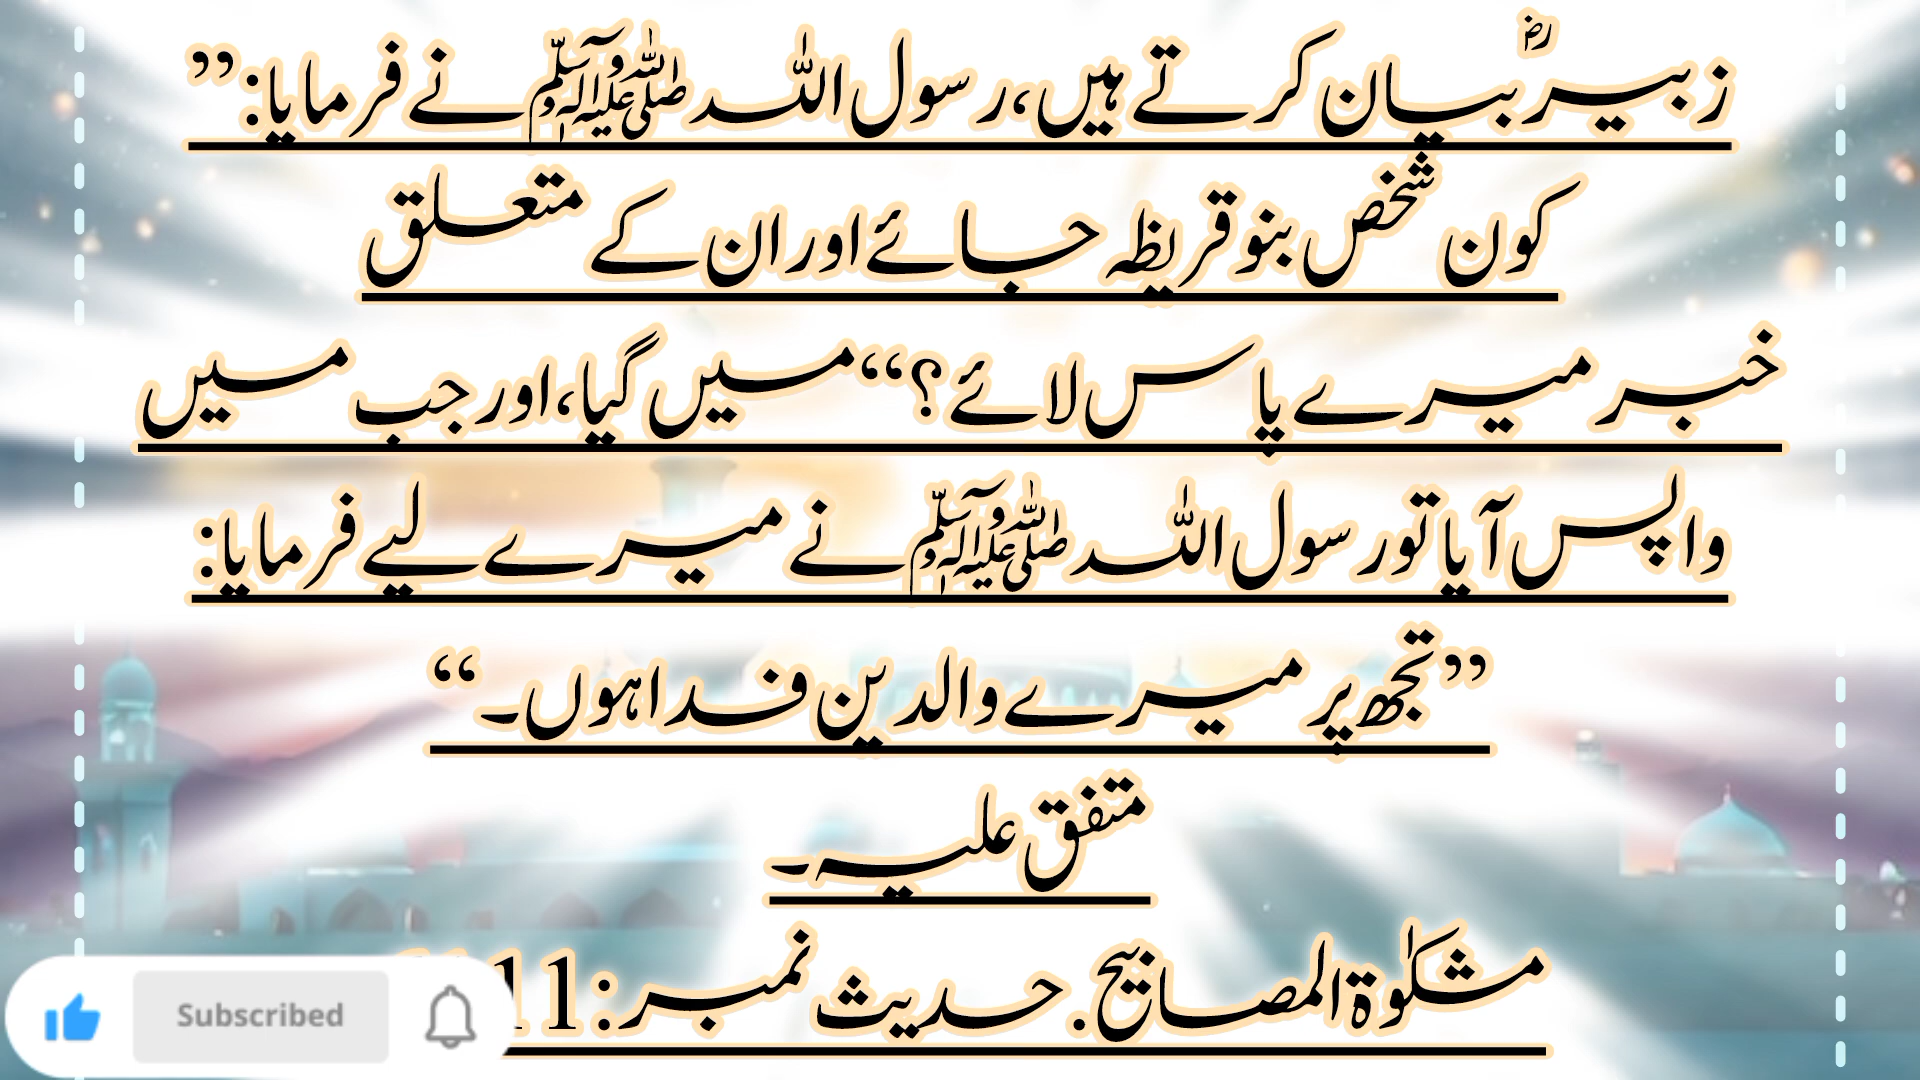 زبیرؓ بیان کرتے ہیں، رسول اللہ ﷺ نے فرمایا: ”
کون شخص بنو قریظہ جائے اور ان کے متعلق
خبر میرے پاس لائے؟“ میں گیا، اور جب میں
واپس آیا تو رسول اللہ ﷺ نے میرے لیے فرمایا:
”تجھ پر میرے والدین فدا ہوں۔“
متفق علیہ۔
مشکوٰۃ المصابیح. حدیث نمبر:
Subscribed